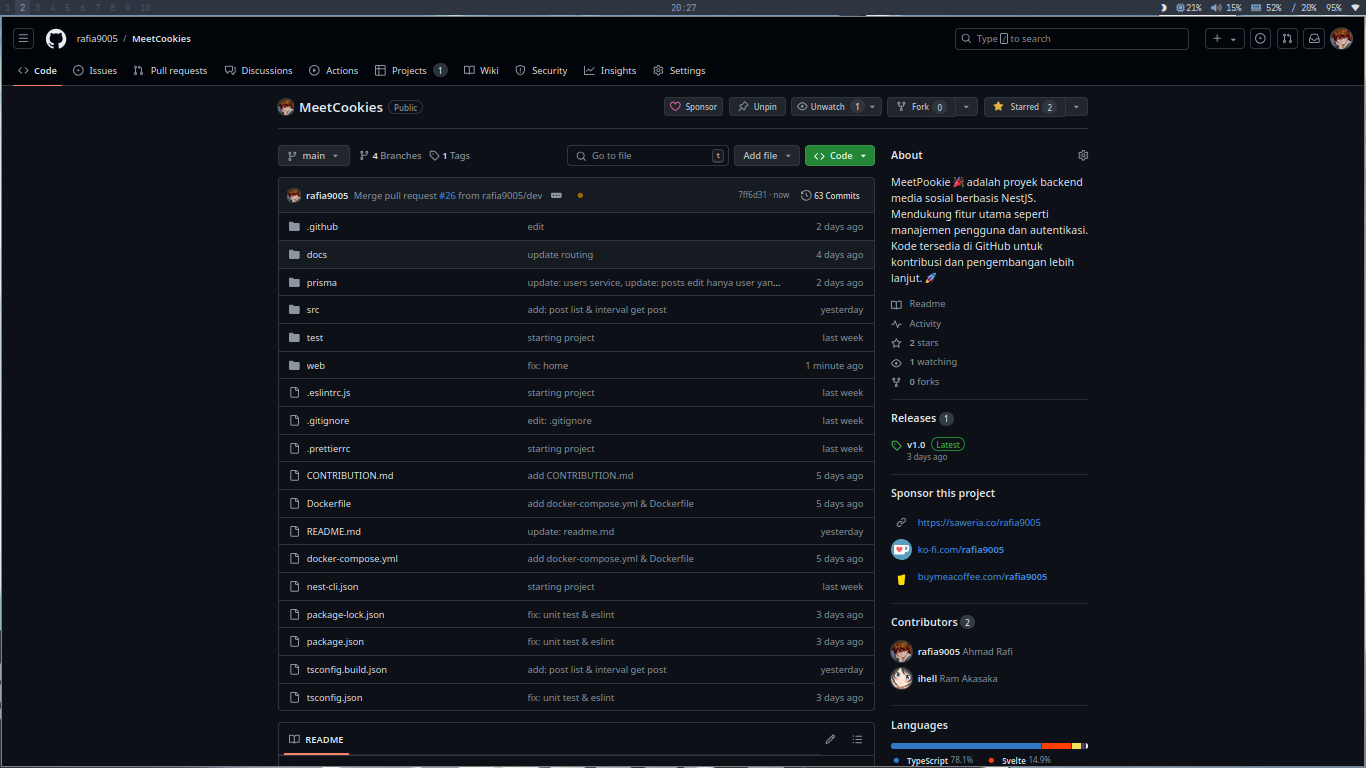 1 2 3 4 5 6 7 8 9 10
20:27
21% 15% 52% / 20% 95%
rafia9005 / MeetCookies
Type / to search
Code Issues Pull requests Discussions Actions Projects 1 Wiki Security Insights Settings
MeetCookies Public
Sponsor Unpin Unwatch 1 Fork 0 Starred 2
main 4 Branches 1 Tags
Go to file t
Add file
Code
rafia9005 Merge pull request #26 from rafia9005/dev
7ff6d31 · now
63 Commits
.github edit 2 days ago
docs update routing 4 days ago
prisma update: users service, update: posts edit hanya user yan... 2 days ago
src add: post list & interval get post yesterday
test starting project last week
web fix: home 1 minute ago
.eslintrc.js starting project last week
.gitignore edit: .gitignore last week
.prettierrc starting project last week
CONTRIBUTION.md add CONTRIBUTION.md 5 days ago
Dockerfile add docker-compose.yml & Dockerfile 5 days ago
README.md update: readme.md yesterday
docker-compose.yml add docker-compose.yml & Dockerfile 5 days ago
nest-cli.json starting project last week
package-lock.json fix: unit test & eslint 3 days ago
package.json fix: unit test & eslint 3 days ago
tsconfig.build.json add: post list & interval get post yesterday
tsconfig.json fix: unit test & eslint 3 days ago
README
About
MeetPookie 🎉 adalah proyek backend
media sosial berbasis NestJS.
Mendukung fitur utama seperti
manajemen pengguna dan autentikasi.
Kode tersedia di GitHub untuk
kontribusi dan pengembangan lebih
lanjut. 🚀
Readme
Activity
2 stars
1 watching
0 forks
Releases 1
v1.0 Latest
3 days ago
Sponsor this project
https://saweria.co/rafia9005
ko-fi.com/rafia9005
buymeacoffee.com/rafia9005
Contributors 2
rafia9005 Ahmad Rafi
ihell Ram Akasaka
Languages
TypeScript 78.1% Svelte 14.9%